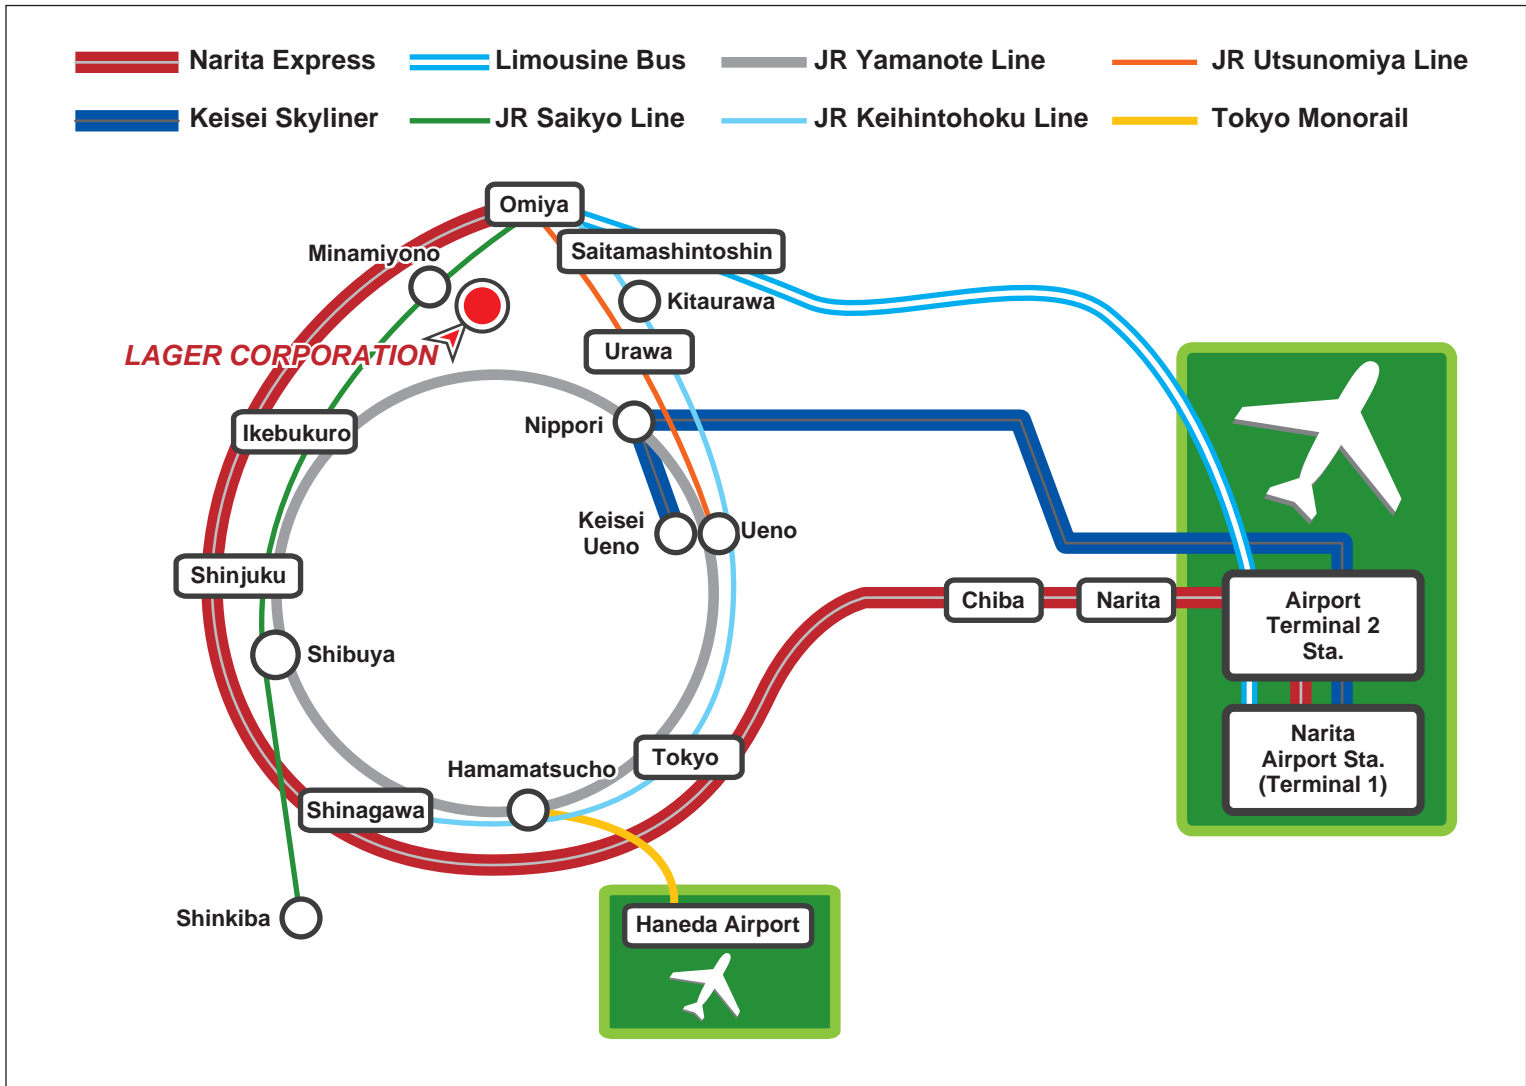 Narita Express
Limousine Bus
JR Yamanote Line
JR Utsunomiya Line
Keisei Skyliner
JR Saikyo Line
JR Keihintohoku Line
Tokyo Monorail
Omiya
Minamiyono
Saitamashintoshin
Kitaurawa
LAGER CORPORATION
Urawa
Ikebukuro
Nippori
Keisei
Ueno
Ueno
Shinjuku
Chiba
Narita
Airport
Terminal 2
Sta.
Shibuya
Narita
Airport Sta.
(Terminal 1)
Tokyo
Hamamatsucho
Shinagawa
Shinkiba
Haneda Airport